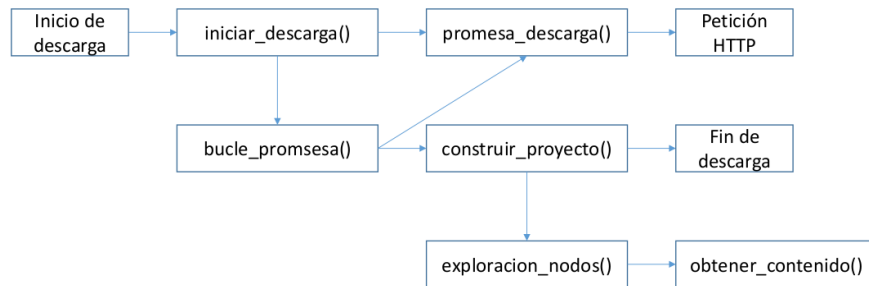 Inicio de
descarga
iniciar_descarga()
promesa_descarga()
Petición
HTTP
bucle_promsesa()
construir_proyecto()
Fin de
descarga
exploracion_nodos()
obtener_contenido()